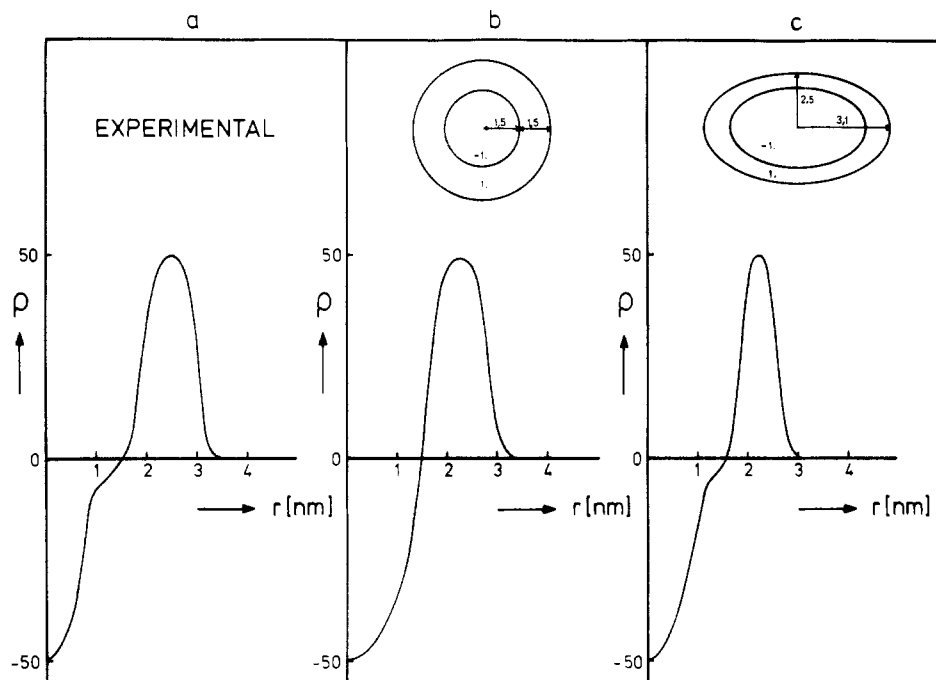 a b c
EXPERIMENTAL
1,5 1,5
-1.
1.
2,5
3,1
-1.
1.
50 50 50
ρ ρ ρ
0 0 0
1 2 3 4 1 2 3 4 1 2 3 4
r [nm] r [nm] r [nm]
-50 -50 -50